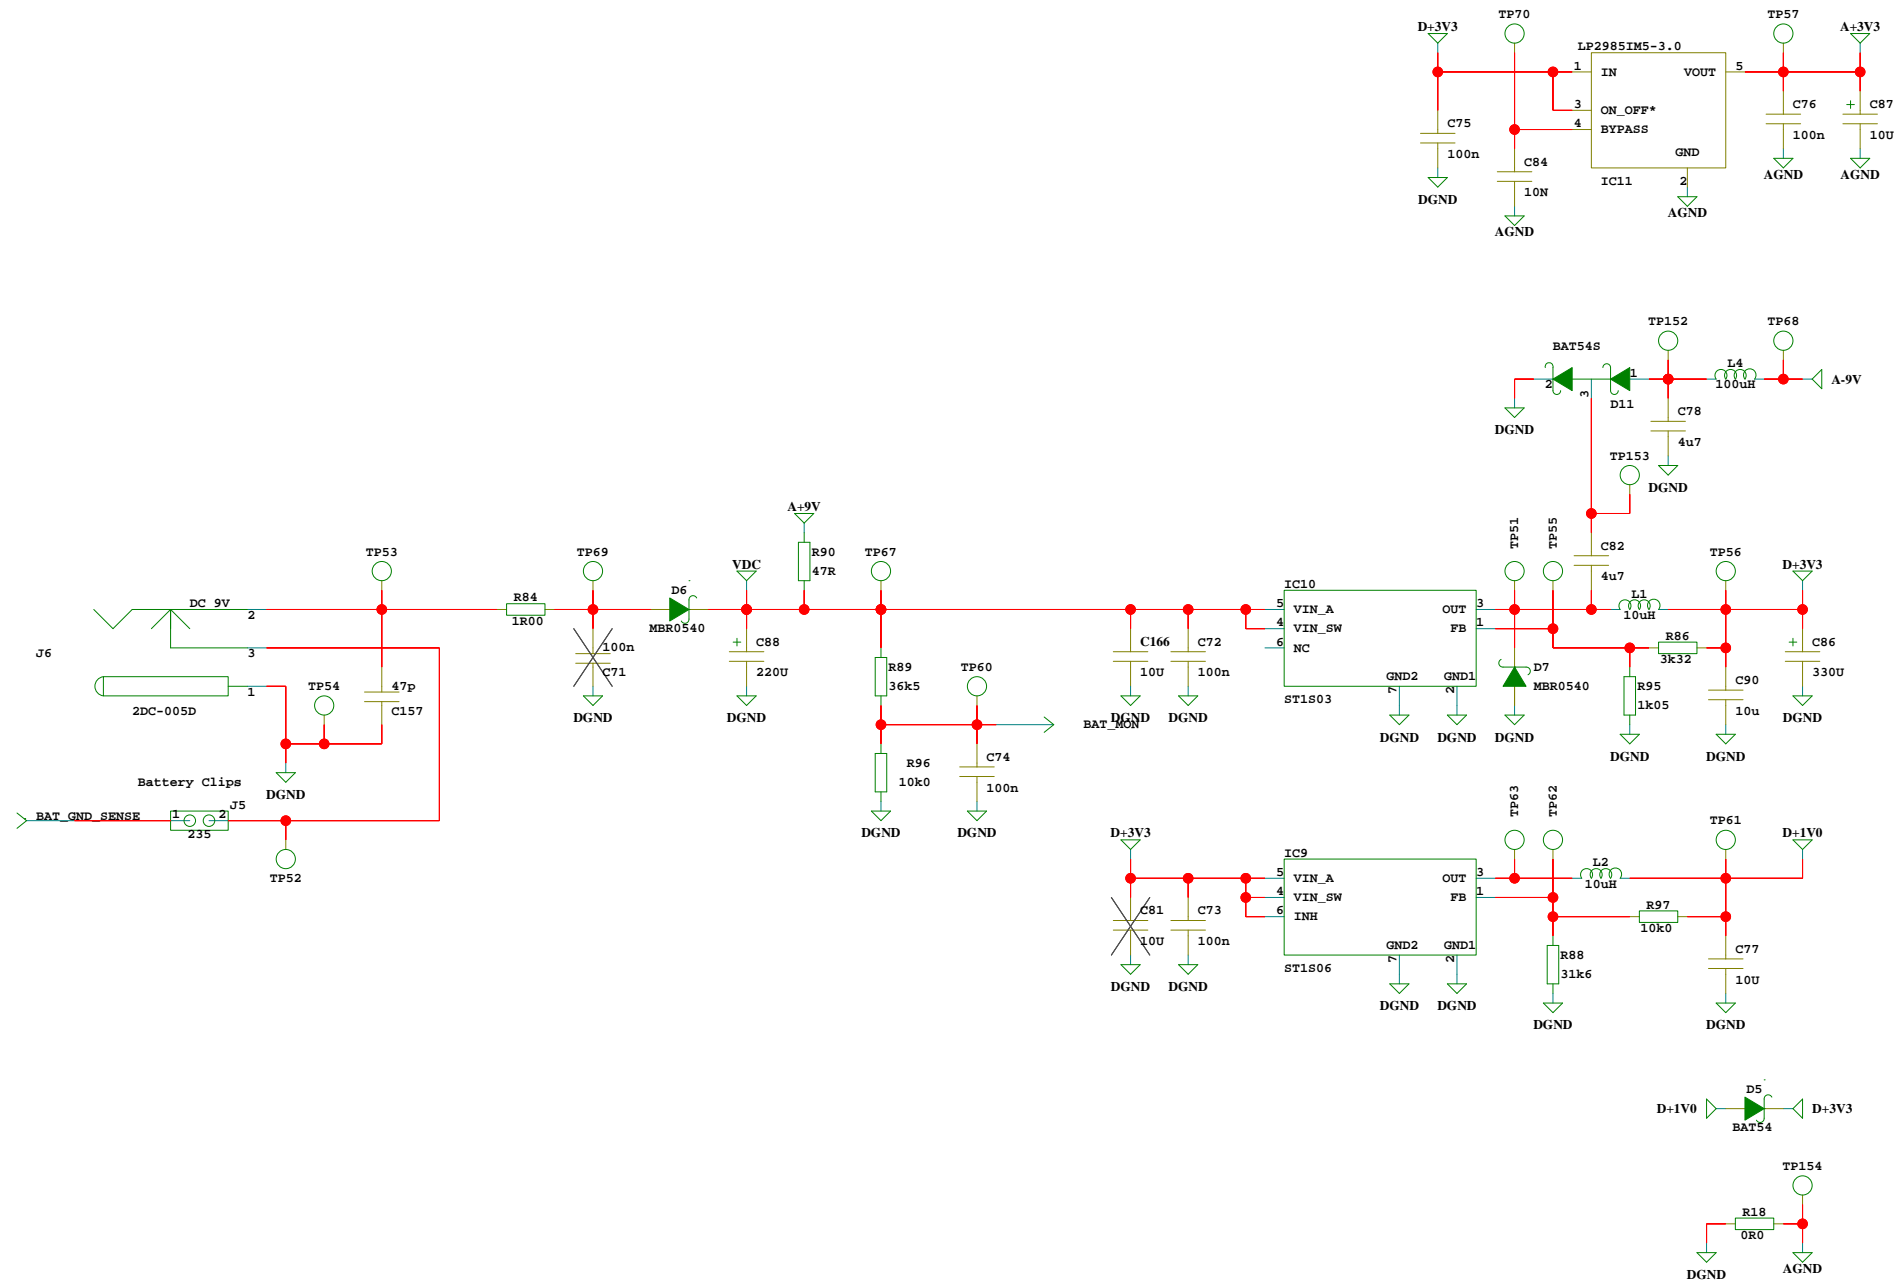 D+3V3
TP70
TP57
A+3V3
LP2985IM5-3.0
1
IN
VOUT
5
3
ON_OFF*
4
BYPASS
GND
2
IC11
C75
100n
C84
10N
C76
100n
+
C87
10U
DGND
AGND
AGND
AGND
AGND
TP152
TP68
BAT54S
L4
100uH
2
1
3
D11
A-9V
C78
4u7
DGND
DGND
TP153
A+9V
TP53
TP69
VDC
R90
47R
TP67
TP51
TP55
C82
4u7
TP56
D+3V3
DC 9V
2
3
1
J6
2DC-005D
TP54
47p
C157
DGND
R84
1R00
100n
C71
DGND
D6
MBR0540
+
C88
220U
DGND
R89
36k5
TP60
BAT_MON
R96
10k0
C74
100n
DGND
DGND
C166
10U
DGND
C72
100n
DGND
IC10
5
VIN_A
OUT
3
4
VIN_SW
FB
1
6
NC
GND2
GND1
7
2
ST1S03
DGND
DGND
D7
MBR0540
DGND
L1
10uH
R86
3k32
R95
1k05
DGND
C90
10u
DGND
+
C86
330U
DGND
Battery Clips
BAT_GND_SENSE
1
2
J5
235
TP52
D+3V3
C81
10U
DGND
C73
100n
DGND
IC9
5
VIN_A
OUT
3
4
VIN_SW
FB
1
6
INH
GND2
GND1
7
2
ST1S06
DGND
DGND
TP63
TP62
L2
10uH
TP61
D+1V0
R97
10k0
R88
31k6
DGND
C77
10U
DGND
D+1V0
D5
BAT54
D+3V3
TP154
R18
0R0
DGND
AGND